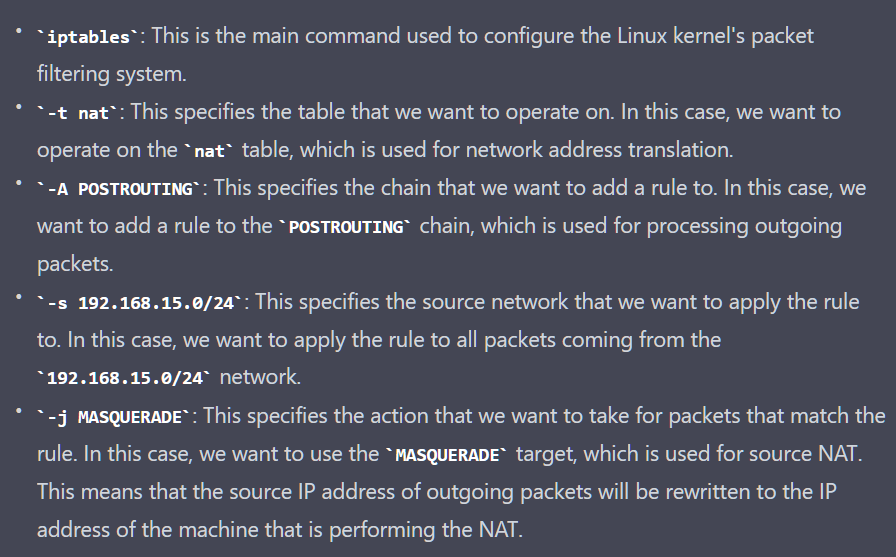 • `iptables`: This is the main command used to configure the Linux kernel's packet
filtering system.
• `-t nat`: This specifies the table that we want to operate on. In this case, we want to
operate on the `nat` table, which is used for network address translation.
• `-A POSTROUTING`: This specifies the chain that we want to add a rule to. In this case, we
want to add a rule to the `POSTROUTING` chain, which is used for processing outgoing
packets.
• `-s 192.168.15.0/24`: This specifies the source network that we want to apply the rule
to. In this case, we want to apply the rule to all packets coming from the
`192.168.15.0/24` network.
• `-j MASQUERADE`: This specifies the action that we want to take for packets that match the
rule. In this case, we want to use the `MASQUERADE` target, which is used for source NAT.
This means that the source IP address of outgoing packets will be rewritten to the IP
address of the machine that is performing the NAT.